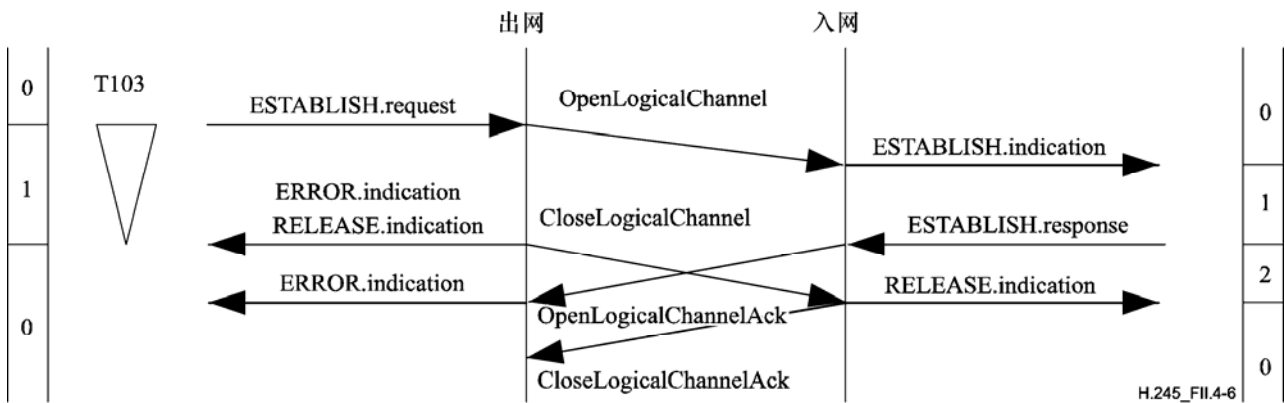 出网
入网
0
T103
ESTABLISH.request
OpenLogicalChannel
0
ESTABLISH.indication
1
ERROR.indication
RELEASE.indication
CloseLogicalChannel
ESTABLISH.response
1
ERROR.indication
RELEASE.indication
2
0
OpenLogicalChannelAck
CloseLogicalChannelAck
0
H.245_FII.4-6